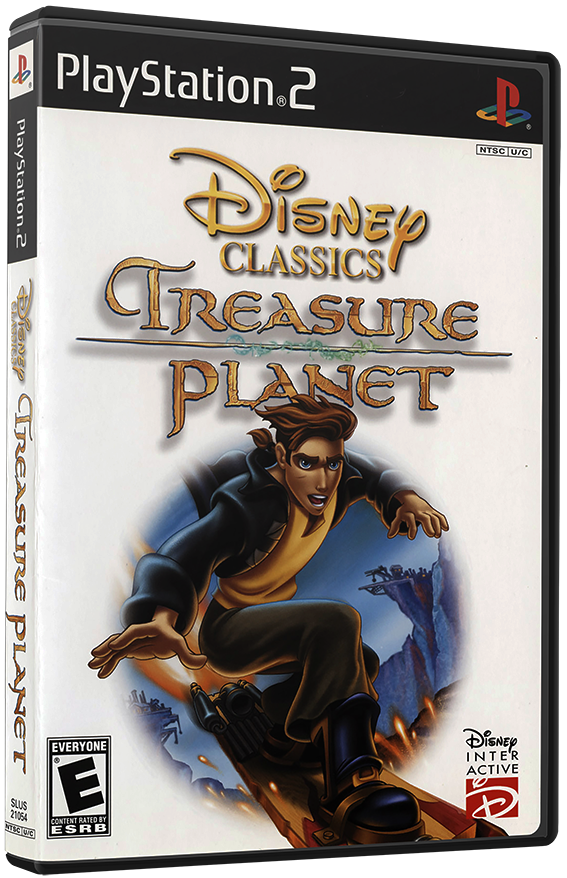 PlayStation®2
NTSC U/C
Disney
CLASSICS
TREASURE
PLANET
EVERYONE
E
CONTENT RATED BY
ESRB
Disney
INTER
ACTIVE
D
PlayStation.2
Disney
CLASSICS
TREASURE PLANET
SLUS
21054
NTSC U/C